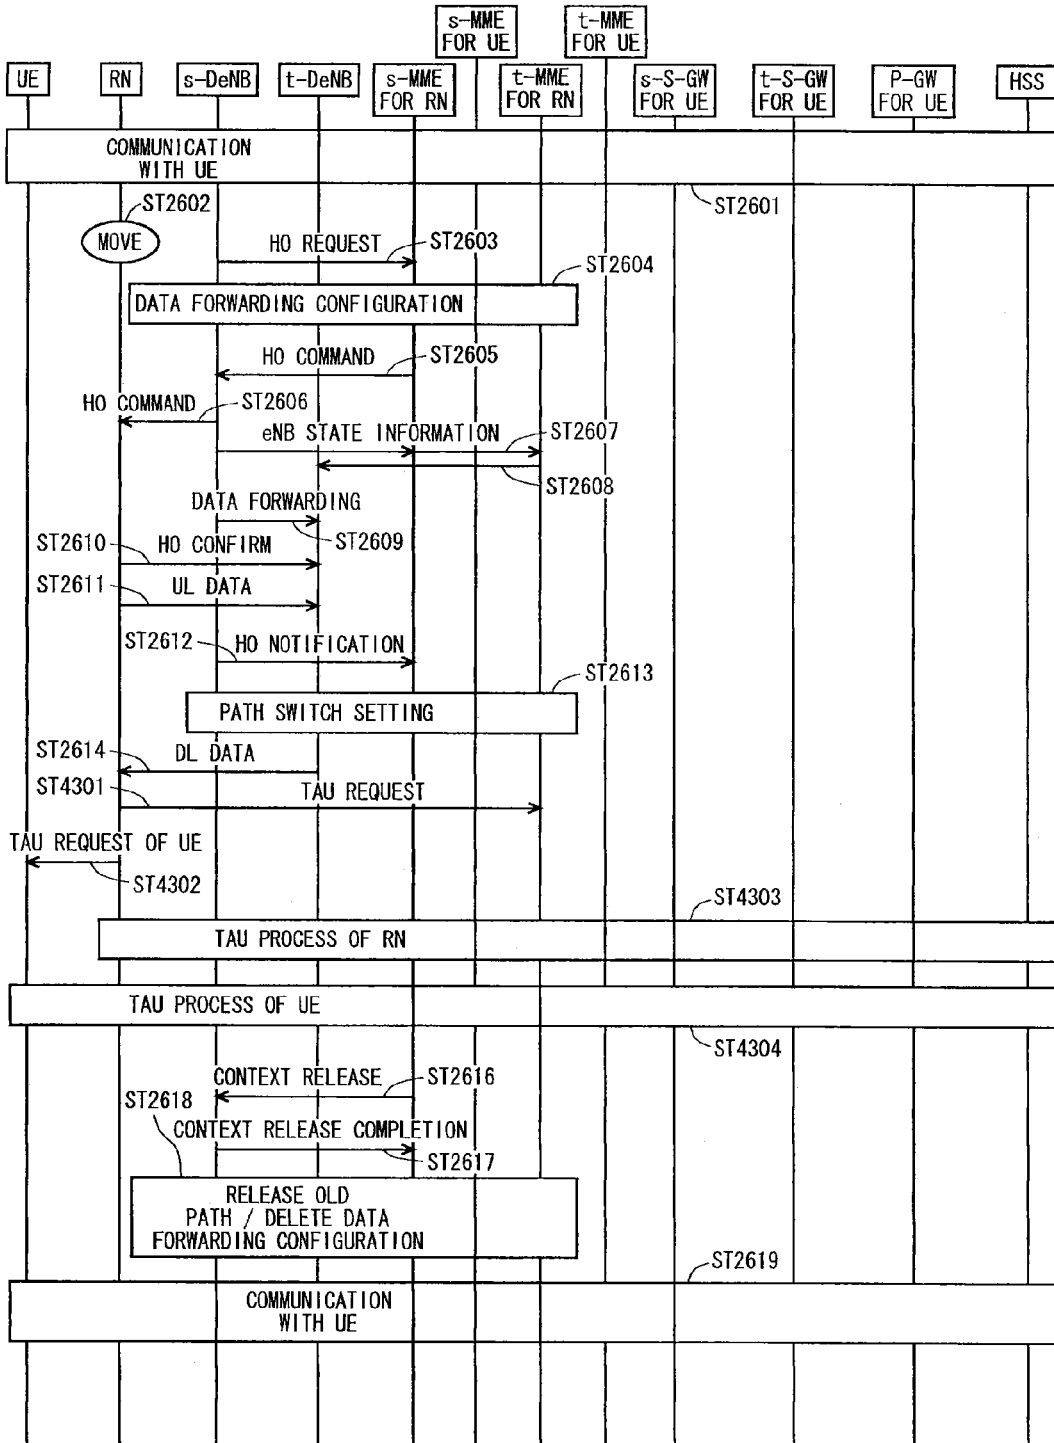 s-MME
FOR UE
t-MME
FOR UE
UE
RN
s-DeNB
t-DeNB
s-MME
FOR RN
t-MME
FOR RN
s-S-GW
FOR UE
t-S-GW
FOR UE
P-GW
FOR UE
HSS
COMMUNICATION
WITH UE
ST2601
ST2602
MOVE
HO REQUEST
ST2603
ST2604
DATA FORWARDING CONFIGURATION
HO COMMAND
ST2605
HO COMMAND
ST2606
eNB STATE INFORMATION
ST2607
ST2608
DATA FORWARDING
ST2609
ST2610
HO CONFIRM
ST2611
UL DATA
ST2612
HO NOTIFICATION
ST2613
PATH SWITCH SETTING
ST2614
DL DATA
ST4301
TAU REQUEST
TAU REQUEST OF UE
ST4302
ST4303
TAU PROCESS OF RN
TAU PROCESS OF UE
ST4304
CONTEXT RELEASE
ST2616
ST2618
CONTEXT RELEASE COMPLETION
ST2617
RELEASE OLD
PATH / DELETE DATA
FORWARDING CONFIGURATION
ST2619
COMMUNICATION
WITH UE